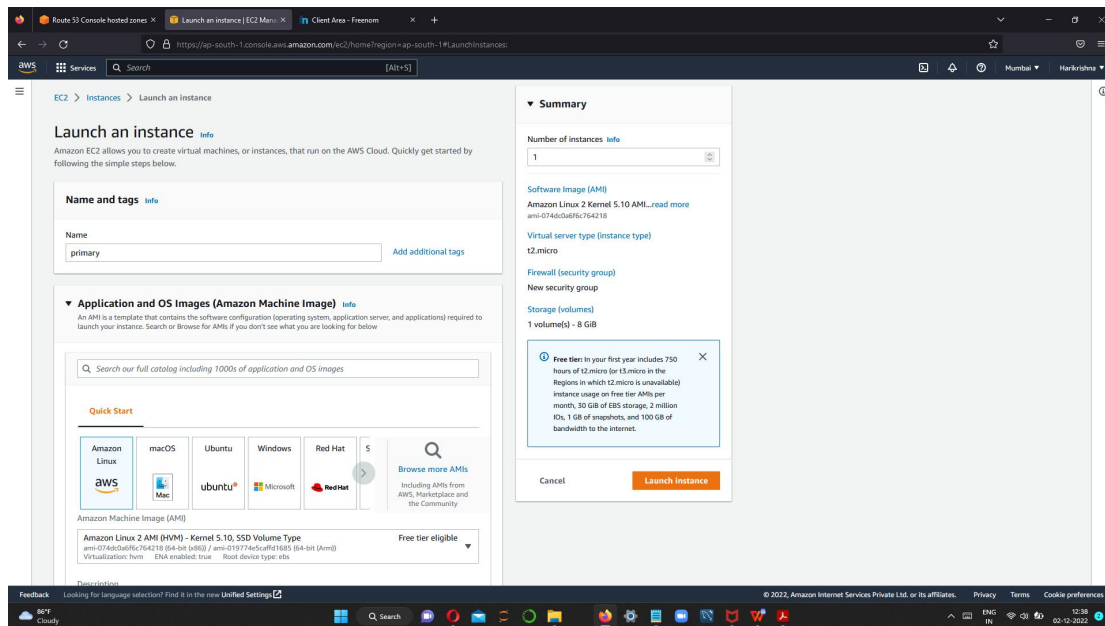 Route 53 Console hosted zones
Launch an instance | EC2 Mana
Client Area - Freenom
https://ap-south-1.console.aws.amazon.com/ec2/home?region=ap-south-1#LaunchInstances:
aws
Services
Search
[Alt+S]
Mumbai
Harikrishna
EC2 > Instances > Launch an instance
Launch an instance Info
Amazon EC2 allows you to create virtual machines, or instances, that run on the AWS Cloud. Quickly get started by
following the simple steps below.
Name and tags Info
Name
primary
Add additional tags
Application and OS Images (Amazon Machine Image) Info
An AMI is a template that contains the software configuration (operating system, application server, and applications) required to
launch your instance. Search or Browse for AMIs if you don't see what you are looking for below
Search our full catalog including 1000s of application and OS images
Quick Start
Amazon
Linux
aws
macOS
Mac
Ubuntu
ubuntu
Windows
Microsoft
Red Hat
Red Hat
S
Browse more AMIs
Including AMIs from
AWS, Marketplace and
the Community
Amazon Machine Image (AMI)
Amazon Linux 2 AMI (HVM) - Kernel 5.10, SSD Volume Type
Free tier eligible
ami-074dc0a6f6c764218 (64-bit (x86)) / ami-019774e5caffd1685 (64-bit (Arm))
Virtualization: hvm ENA enabled: true Root device type: ebs
Description
Summary
Number of instances Info
1
Software Image (AMI)
Amazon Linux 2 Kernel 5.10 AMI...read more
ami-074dc0a6f6c764218
Virtual server type (instance type)
t2.micro
Firewall (security group)
New security group
Storage (volumes)
1 volume(s) - 8 GiB
Free tier: In your first year includes 750
hours of t2.micro (or t3.micro in the
Regions in which t2.micro is unavailable)
instance usage on free tier AMIs per
month, 30 GiB of EBS storage, 2 million
IOs, 1 GB of snapshots, and 100 GB of
bandwidth to the internet.
Cancel
Launch instance
Feedback
Looking for language selection? Find it in the new Unified Settings
© 2022, Amazon Internet Services Private Ltd. or its affiliates.
Privacy
Terms
Cookie preferences
86°F
Cloudy
Search
ENG
IN
12:38
02-12-2022
2